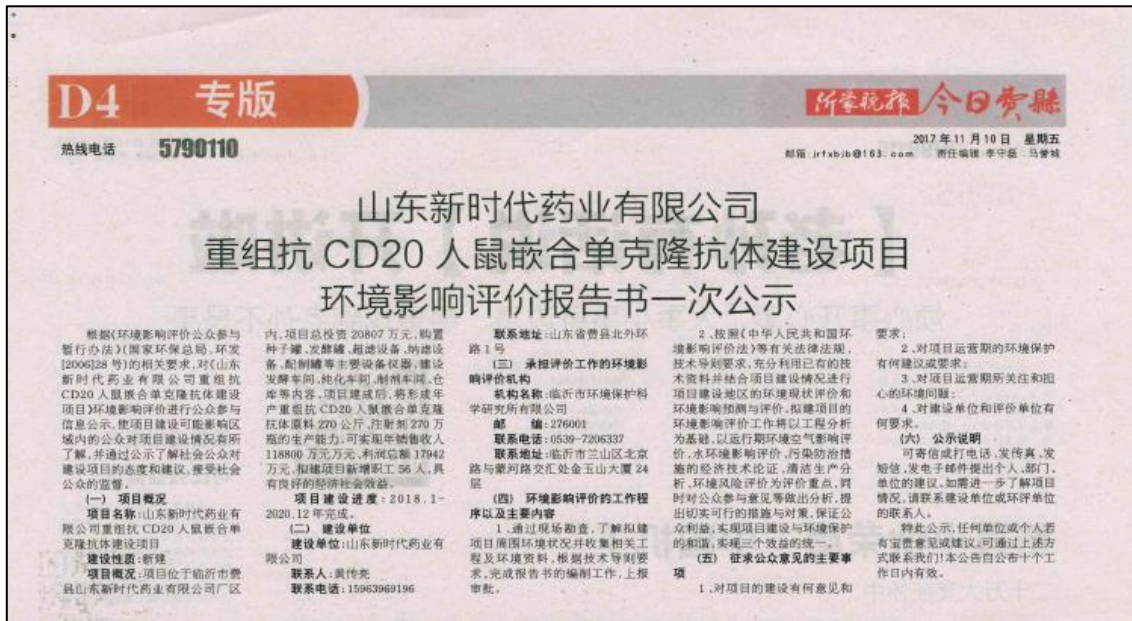 D4 专版
沂蒙晚报 今日费县
热线电话 5790110
2017年11月10日 星期五
邮箱:jrfxbjb@163.com 责任编辑:李守磊 马誉城
山东新时代药业有限公司
重组抗 CD20 人鼠嵌合单克隆抗体建设项目
环境影响评价报告书一次公示
根据《环境影响评价公众参与
暂行办法》(国家环保总局,环发
[2006]28号)的相关要求,对《山东
新时代药业有限公司重组抗
CD20人鼠嵌合单克隆抗体建设
项目》环境影响评价进行公众参与
信息公示,使项目建设可能影响区
域内的公众对项目建设情况有所
了解,并通过公示了解社会公众对
建设项目的态度和建议,接受社会
公众的监督。
(一) 项目概况
项目名称:山东新时代药业有
限公司重组抗CD20人鼠嵌合单
克隆抗体建设项目
建设性质:新建
项目概况:项目位于临沂市费
县山东新时代药业有限公司厂区
内,项目总投资20807万元,购置
种子罐、发酵罐、超滤设备、纳滤设
备、配制罐等主要设备仪器,建设
发酵车间、纯化车间、制剂车间、仓
库等内容。项目建成后,将形成年
产重组抗CD20人鼠嵌合单克隆
抗体原料270公斤,注射剂270万
瓶的生产能力,可实现年销售收入
118800万元万元,利润总额17942
万元,拟建项目新增职工56人,具
有良好的经济社会效益。
项目建设进度:2018.1-
2020.12年完成。
(二) 建设单位
建设单位:山东新时代药业有
限公司
联系人:黄传亮
联系电话:15963969196
联系地址:山东省费县北外环
路1号
(三) 承担评价工作的环境影
响评价机构
机构名称:临沂市环境保护科
学研究所有限公司
邮 编:276001
联系电话:0539-7206337
联系地址:临沂市兰山区北京
路与蒙河路交汇处金玉山大厦24
层
(四) 环境影响评价的工作程
序以及主要内容
1、通过现场勘查,了解拟建
项目周围环境状况并收集相关工
程及环境资料,根据技术导则要
求,完成报告书的编制工作,上报
审批。
2、按照《中华人民共和国环
境影响评价法》等有关法律法规,
技术导则要求,充分利用已有的技
术资料并结合项目建设情况进行
项目建设地区的环境现状评价和
环境影响预测与评价。拟建项目的
环境影响评价工作将以工程分析
为基础,以运行期环境空气影响评
价、水环境影响评价、污染防治措
施的经济技术论证、清洁生产分
析、环境风险评价为评价重点,同
时对公众参与意见等做出分析,提
出切实可行的措施与对策,保证公
众利益,实现项目建设与环境保护
的和谐,实现三个效益的统一。
(五) 征求公众意见的主要事
项
1、对项目的建设有何意见和
要求;
2、对项目运营期的环境保护
有何建议或要求;
3、对项目运营期所关注和担
心的环境问题;
4、对建设单位和评价单位有
何要求。
(六) 公示说明
可寄信或打电话、发传真、发
短信、发电子邮件提出个人、部门、
单位的建议。如需进一步了解项目
情况,请联系建设单位或环评单位
的联系人。
特此公示,任何单位或个人若
有宝贵意见或建议,可通过上述方
式联系我们!本公告自公布十个工
作日内有效。